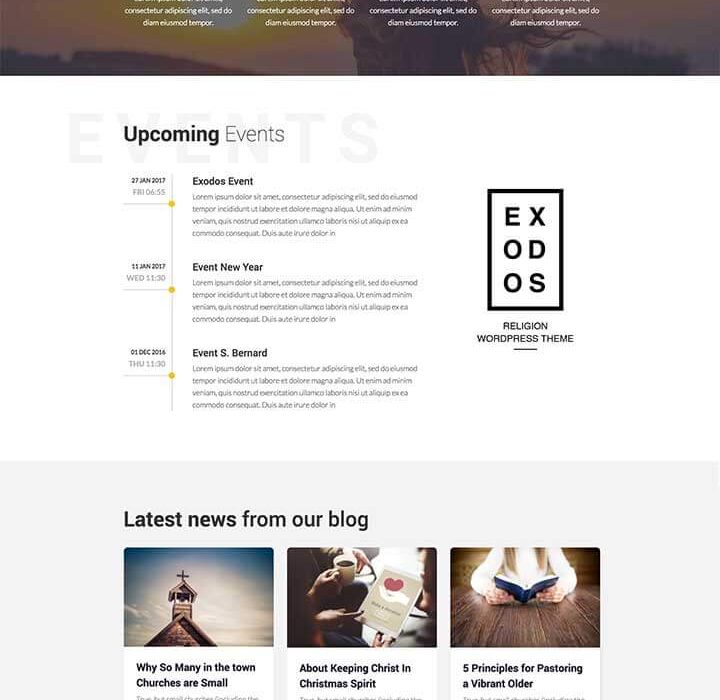 consectetur adipiscing elit, sed do
diam eiusmod tempor.
consectetur adipiscing elit, sed do
diam eiusmod tempor.
consectetur adipiscing elit, sed do
diam eiusmod tempor.
consectetur adipiscing elit, sed do
diam eiusmod tempor.
EVENTS
Upcoming Events
27 JAN 2017
FRI 06:55
Exodos Event
Lorem ipsum dolor sit amet, consectetur adipiscing elit, sed do eiusmod
tempor incididunt ut labore et dolore magna aliqua. Ut enim ad minim
veniam, quis nostrud exercitation ullamco laboris nisi ut aliquip ex ea
commodo consequat. Duis aute irure dolor in
11 JAN 2017
WED 11:30
Event New Year
Lorem ipsum dolor sit amet, consectetur adipiscing elit, sed do eiusmod
tempor incididunt ut labore et dolore magna aliqua. Ut enim ad minim
veniam, quis nostrud exercitation ullamco laboris nisi ut aliquip ex ea
commodo consequat. Duis aute irure dolor in
01 DEC 2016
THU 11:30
Event S. Bernard
Lorem ipsum dolor sit amet, consectetur adipiscing elit, sed do eiusmod
tempor incididunt ut labore et dolore magna aliqua. Ut enim ad minim
veniam, quis nostrud exercitation ullamco laboris nisi ut aliquip ex ea
commodo consequat. Duis aute irure dolor in
EX
OD
OS
RELIGION
WORDPRESS THEME
Latest news from our blog
Why So Many in the town
Churches are Small
About Keeping Christ In
Christmas Spirit
5 Principles for Pastoring
a Vibrant Older